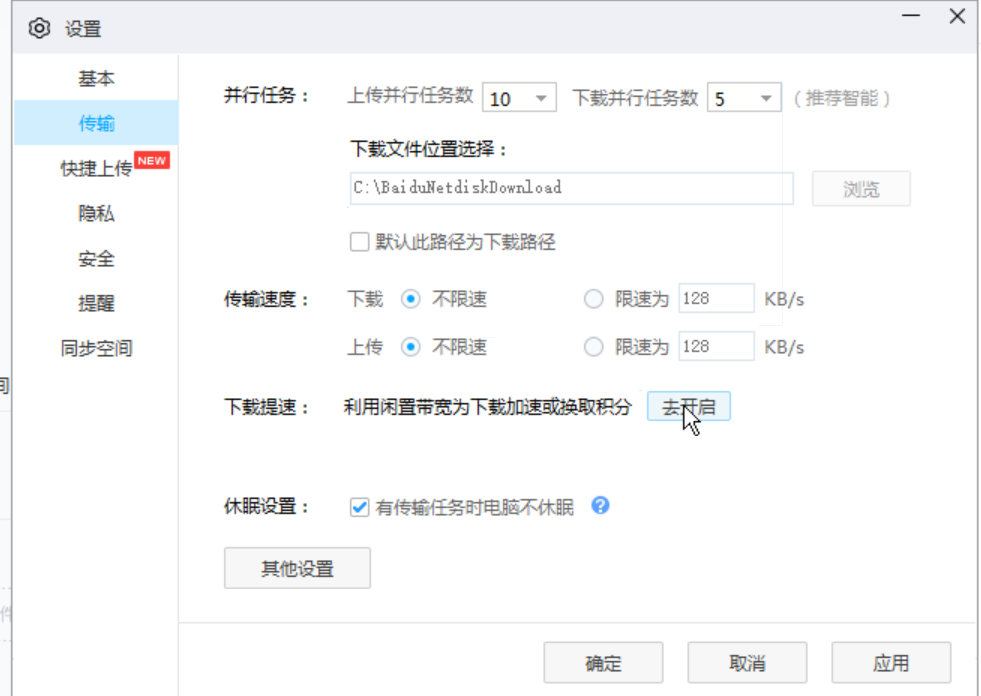 设置
基本
传输
快捷上传 NEW
隐私
安全
提醒
同步空间
并行任务： 上传并行任务数 10 下载并行任务数 5 （推荐智能）
下载文件位置选择：
C:\BaiduNetdiskDownload 浏览
默认此路径为下载路径
传输速度： 下载 不限速 限速为 128 KB/s
上传 不限速 限速为 128 KB/s
下载提速： 利用闲置带宽为下载加速或换取积分 去开启
休眠设置： 有传输任务时电脑不休眠 ?
其他设置
确定 取消 应用